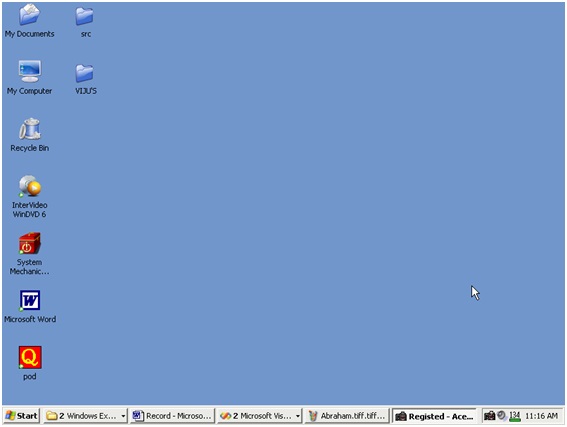 My Documents
src
My Computer
VIJU'S
Recycle Bin
InterVideo
WinDVD 6
System
Mechanic...
Microsoft Word
pod
Start
2 Windows Ex...
Record - Microso...
2 Microsoft Vis...
Abraham.tiff.tiff...
Registed - Ace...
134
11:16 AM